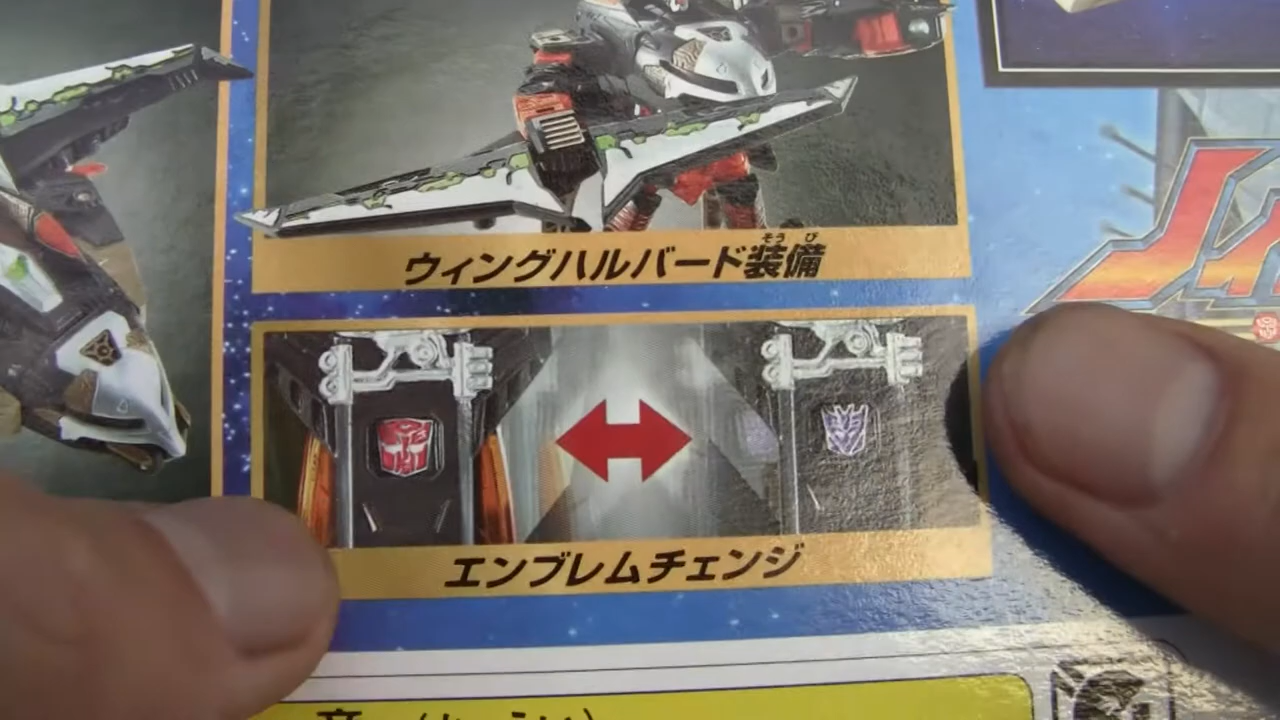 ウィングハルバード装備
そうび
エンブレムチェンジ